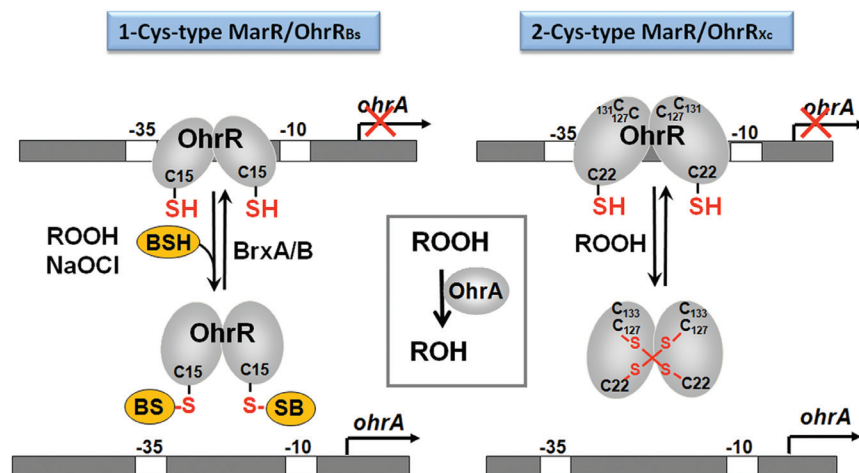 1-Cys-type MarR/OhrRBs
2-Cys-type MarR/OhrRXc
-35
-10
ohrA
OhrR
C15
C15
SH
SH
ROOH
NaOCl
BSH
BrxA/B
OhrR
C15
C15
BS
-S
S-
SB
-35
-10
ohrA
ROOH
OhrA
ROH
-35
-10
ohrA
131C
127C
C131
C127
OhrR
C22
C22
SH
SH
ROOH
C133
C127
C133
C127
S
S
S
S
C22
C22
-35
-10
ohrA